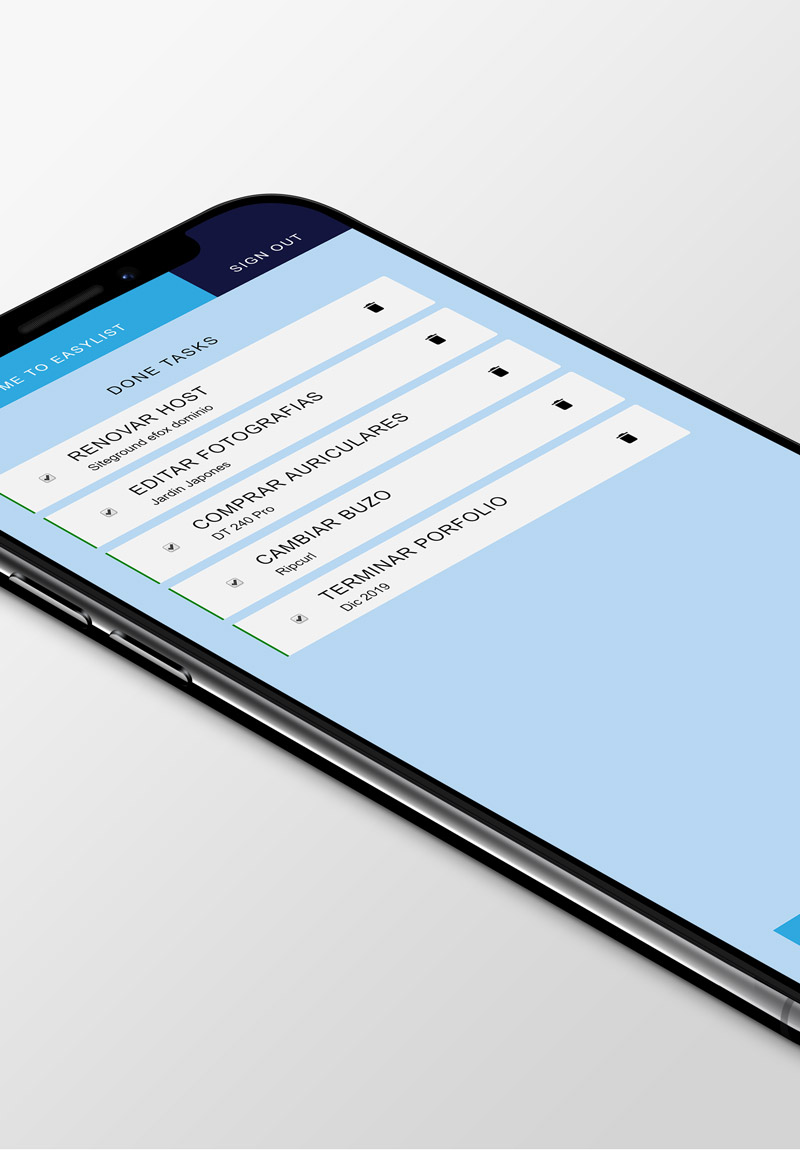 ME TO EASYLIST
SIGN OUT
DONE TASKS
RENOVAR HOST
Siteground efox dominio
EDITAR FOTOGRAFIAS
Jardin Japones
COMPRAR AURICULARES
DT 240 Pro
CAMBIAR BUZO
Ripcurl
TERMINAR PORFOLIO
Dic 2019